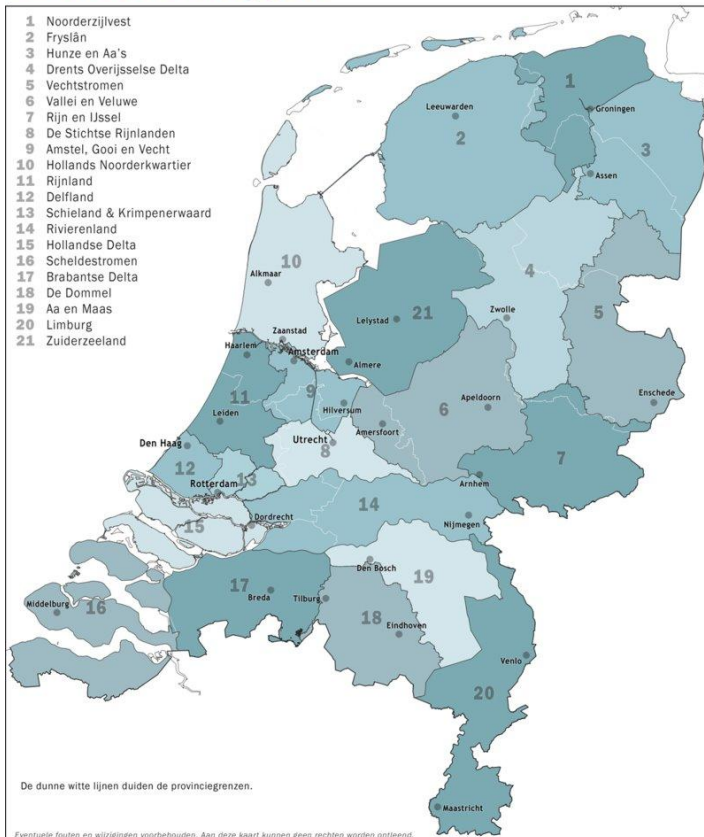 1 Noorderzijlvest
2 Fryslân
3 Hunze en Aa's
4 Drents Overijsselse Delta
5 Vechtstromen
6 Vallei en Veluwe
7 Rijn en IJssel
8 De Stichtse Rijnlanden
9 Amstel, Gooi en Vecht
10 Hollands Noorderkwartier
11 Rijnland
12 Delfland
13 Schieland & Krimpenerwaard
14 Rivierenland
15 Hollandse Delta
16 Scheldestromen
17 Brabantse Delta
18 De Dommel
19 Aa en Maas
20 Limburg
21 Zuiderzeeland
1
Groningen
Leeuwarden
2
3
Assen
10
Alkmaar
4
Zwolle
5
Lelystad
21
Zaanstad
Haarlem
Amsterdam
Almere
9
Hilversum
11
Leiden
6
Apeldoorn
Enschede
Amersfoort
Utrecht
8
Den Haag
12
13
Rotterdam
7
Arnhem
14
Nijmegen
Dordrecht
15
Den Bosch
19
17
Breda
Tilburg
Middelburg
16
18
Eindhoven
Venlo
20
Maastricht
De dunne witte lijnen duiden de provinciegrenzen.
Eventuele fouten en wijzigingen voorbehouden. Aan deze kaart kunnen geen rechten worden ontleend.